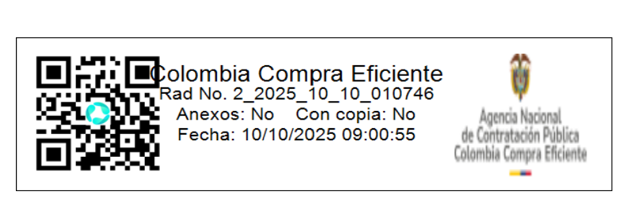 Colombia Compra Eficiente
Rad No. 2_2025_10_10_010746
Anexos: No Con copia: No
Fecha: 10/10/2025 09:00:55
Agencia Nacional
de Contratación Pública
Colombia Compra Eficiente